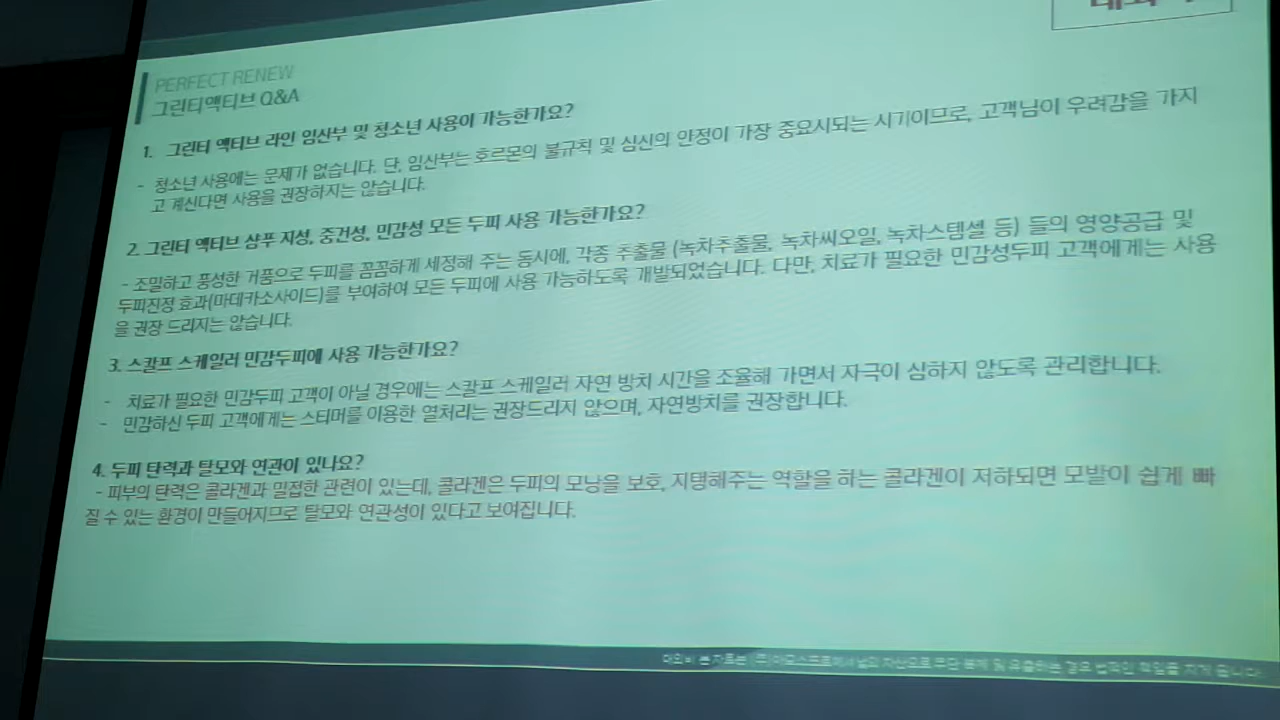 PERFECT RENEW
그린티액티브 Q&A
1. 그린티 액티브 라인 임산부 및 청소년 사용이 가능한가요?
- 청소년 사용에는 문제가 없습니다. 단, 임산부는 호르몬의 불규칙 및 심신의 안정이 가장 중요시되는 시기이므로, 고객님이 우려감을 가지
고 계신다면 사용을 권장하지는 않습니다.
2. 그린티 액티브 샴푸 지성, 중건성, 민감성 모든 두피 사용 가능한가요?
- 조밀하고 풍성한 거품으로 두피를 꼼꼼하게 세정해 주는 동시에, 각종 추출물 (녹차추출물, 녹차씨오일, 녹차스템셀 등) 들의 영양공급 및
두피진정 효과(마데카소사이드)를 부여하여 모든 두피에 사용 가능하도록 개발되었습니다. 다만, 치료가 필요한 민감성두피 고객에게는 사용
을 권장 드리지는 않습니다.
3. 스칼프 스케일러 민감두피에 사용 가능한가요?
- 치료가 필요한 민감두피 고객이 아닐 경우에는 스칼프 스케일러 자연 방치 시간을 조율해 가면서 자극이 심하지 않도록 관리합니다.
- 민감하신 두피 고객에게는 스티머를 이용한 열처리는 권장드리지 않으며, 자연방치를 권장합니다.
4. 두피 탄력과 탈모와 연관이 있나요?
- 피부의 탄력은 콜라겐과 밀접한 관련이 있는데, 콜라겐은 두피의 모낭을 보호, 지탱해주는 역할을 하는 콜라겐이 저하되면 모발이 쉽게 빠
질 수 있는 환경이 만들어지므로 탈모와 연관성이 있다고 보여집니다.